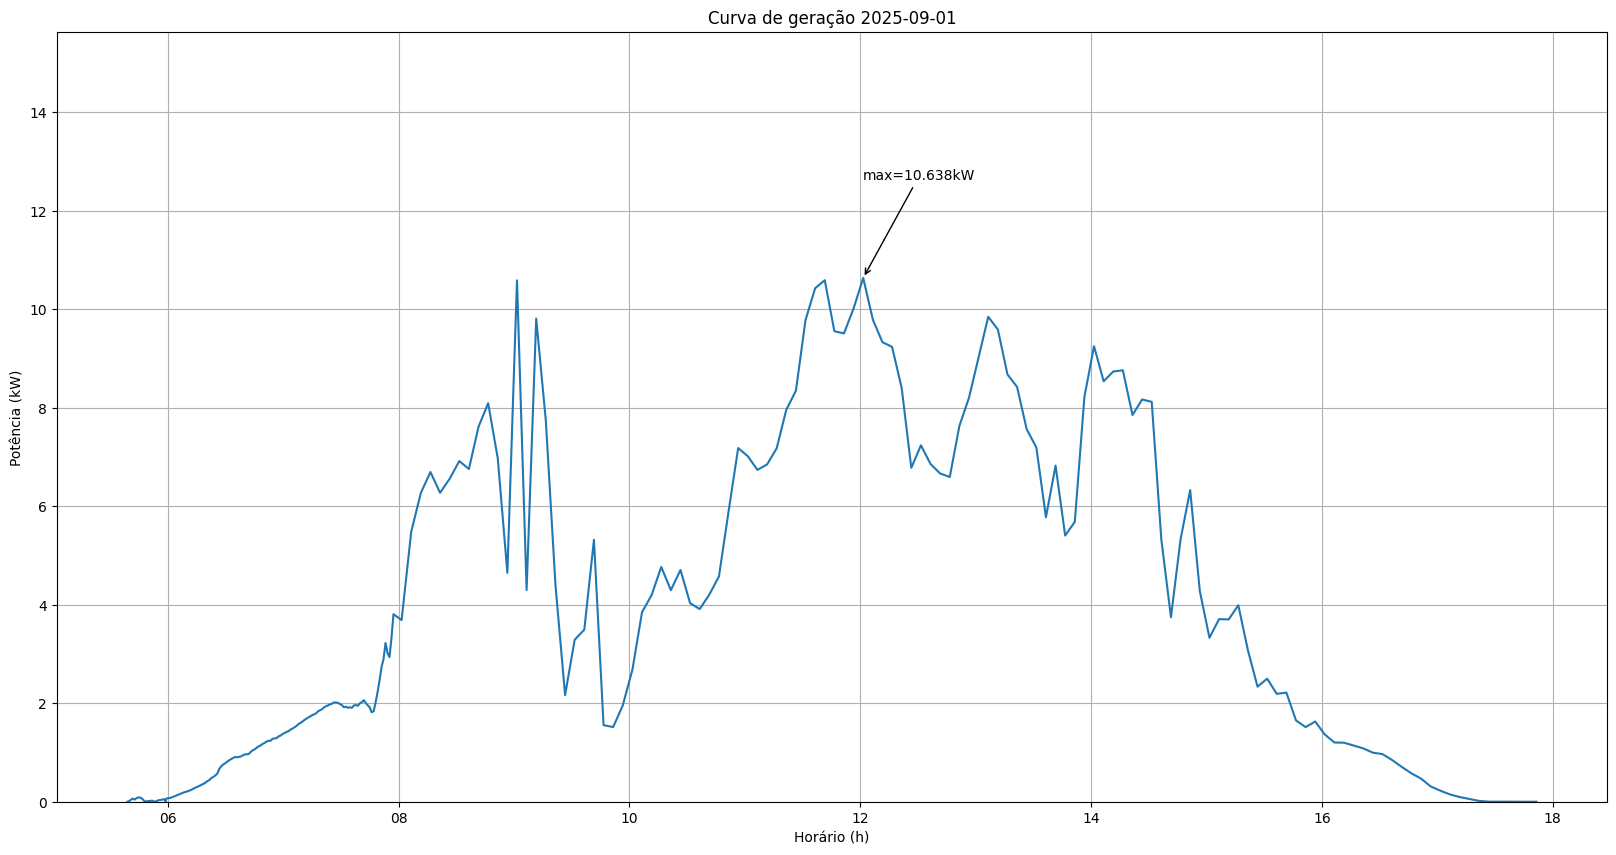 Curva de geração 2025-09-01
14
12
10
8
6
4
2
0
Potência (kW)
max=10.638kW
06 08 10 12 14 16 18
Horário (h)